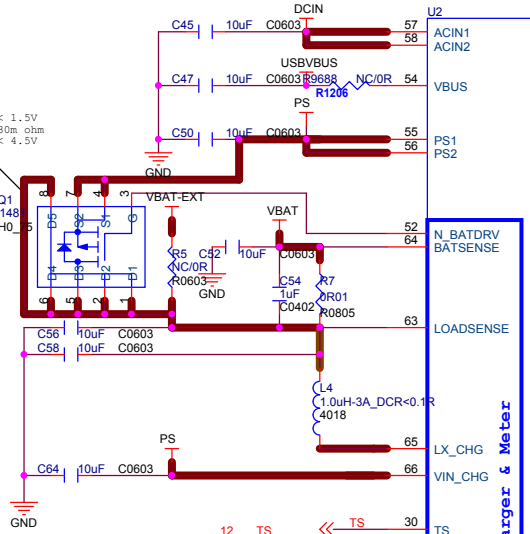 DCIN
U2
C45 10uF C0603 57 ACIN1
58 ACIN2
USBVBUS
C47 10uF C0603 R9688 NC/0R 54 VBUS
R1206
PS
< 1.5V
30m ohm
< 4.5V
C50 10uF C0603 55 PS1
56 PS2
GND
8 7 4 3 VBAT-EXT
Q1
1481
H0_75
D5 S2 S1 G
VBAT
52 N_BATDRV
64 BATSENSE
R5 C52 10uF C0603
NC/0R
R0603
GND
C54
1uF
C0402
R7
0R01
R0805
D4 D3 D2 D1
6 5 2 1
C56 10uF C0603
63 LOADSENSE
C58 10uF C0603
L4
1.0uH-3A_DCR<0.1R
4018
PS
65 LX_CHG
C64 10uF C0603 66 VIN_CHG
GND
arger & Meter
12 TS TS 30 TS